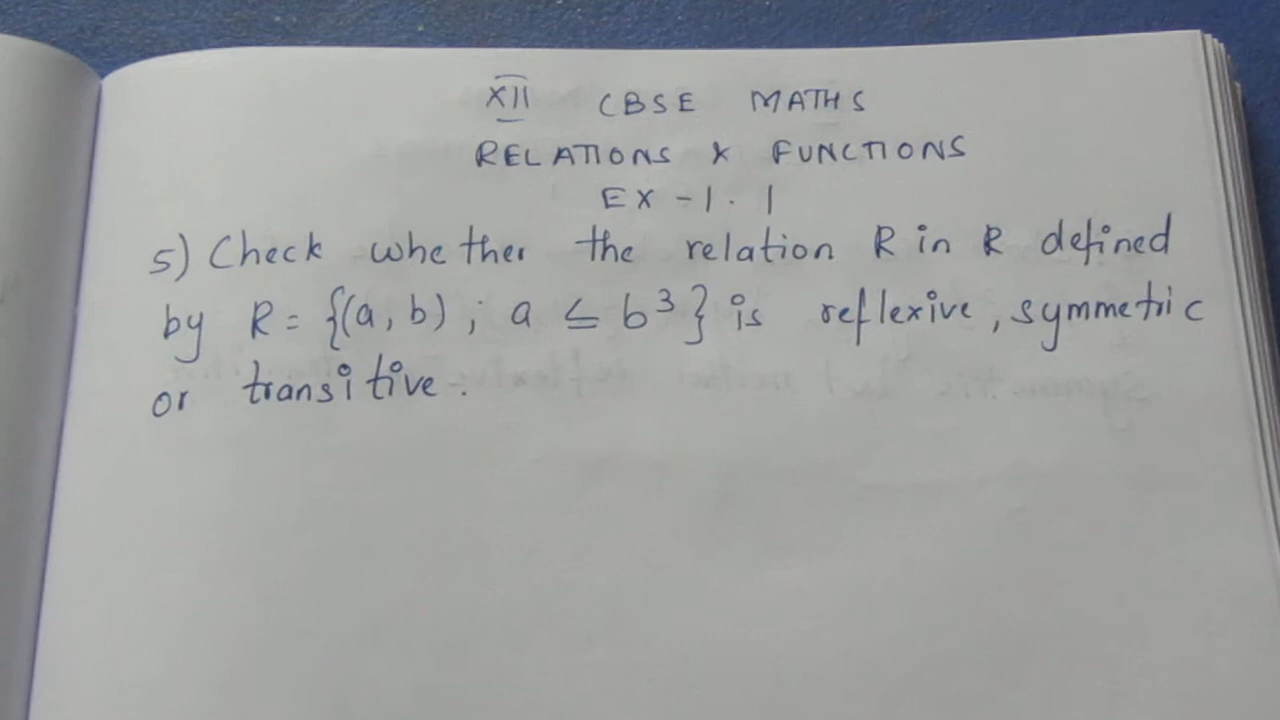 XII CBSE MATHS
RELATIONS & FUNCTIONS
EX - 1.1
5) Check whether the relation R in R defined
by R = {(a, b) ; a ≤ b³} is reflexive, symmetric
or transitive.